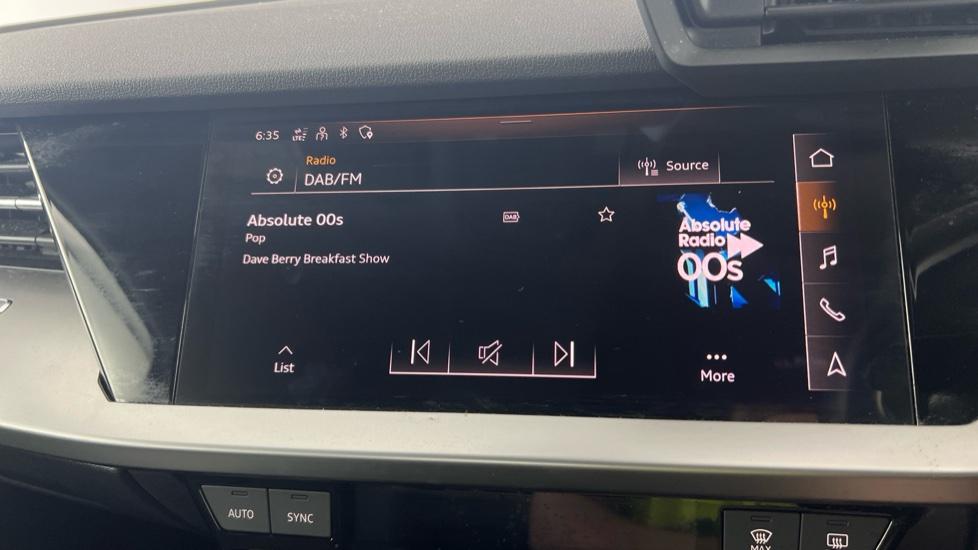 6:35 LTE
Radio
DAB/FM
Source
Absolute 00s
DAB
Pop
Dave Berry Breakfast Show
Absolute
Radio
00s
List
More
AUTO
SYNC
MAX